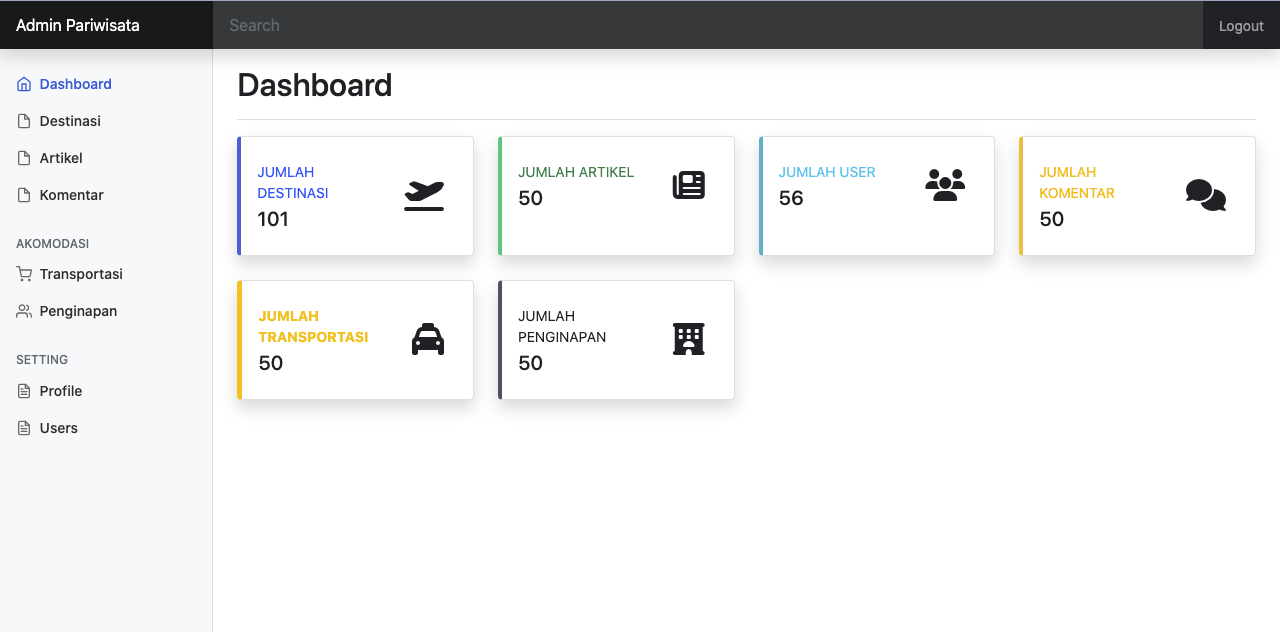 Admin Pariwisata
Search
Logout
Dashboard
Destinasi
Artikel
Komentar
AKOMODASI
Transportasi
Penginapan
SETTING
Profile
Users
Dashboard
JUMLAH
DESTINASI
101
JUMLAH ARTIKEL
50
JUMLAH USER
56
JUMLAH
KOMENTAR
50
JUMLAH
TRANSPORTASI
50
JUMLAH
PENGINAPAN
50